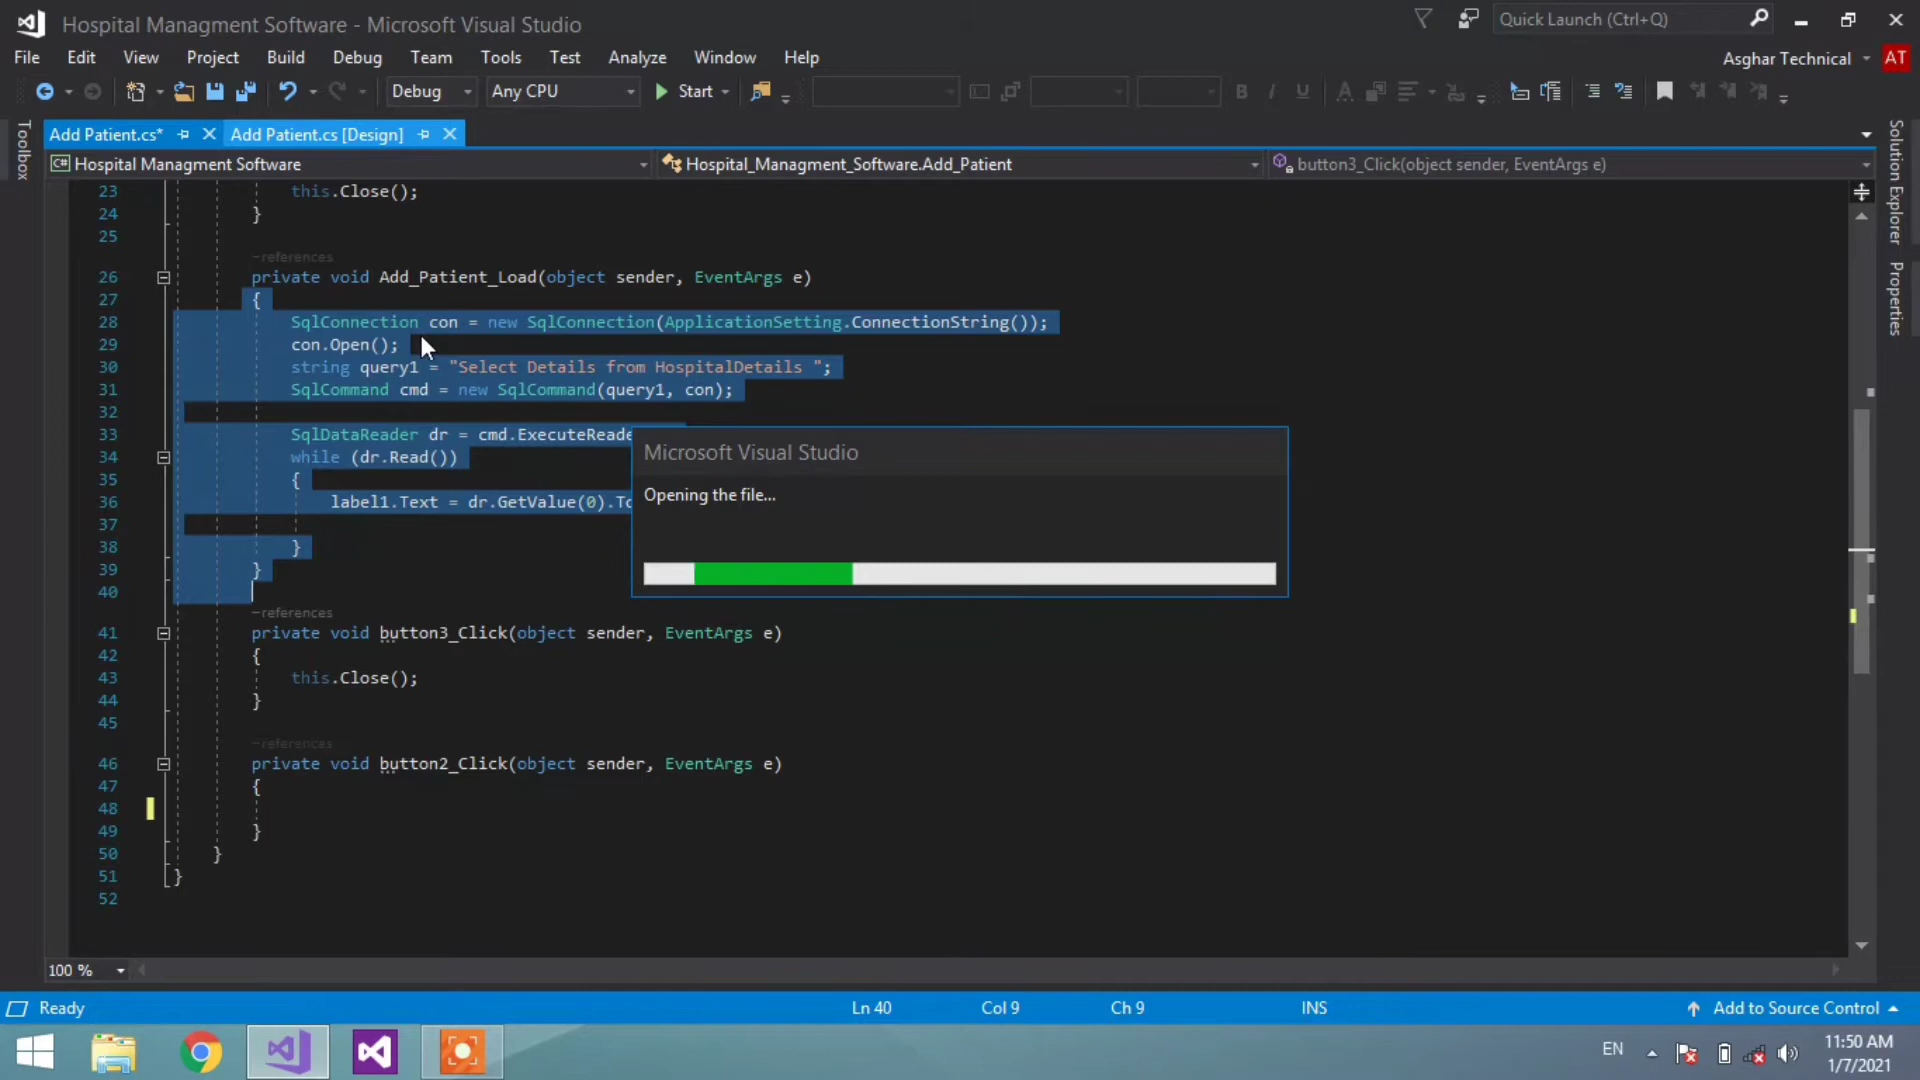 Hospital Managment Software - Microsoft Visual Studio
Quick Launch (Ctrl+Q)
File Edit View Project Build Debug Team Tools Test Analyze Window Help
Asghar Technical AT
Debug Any CPU Start
B I U A
Toolbox
Add Patient.cs* Add Patient.cs [Design]
Solution Explorer
Properties
C# Hospital Managment Software Hospital_Managment_Software.Add_Patient button3_Click(object sender, EventArgs e)
23 this.Close();
24 }
25
-references
26 private void Add_Patient_Load(object sender, EventArgs e)
27 {
28 SqlConnection con = new SqlConnection(ApplicationSetting.ConnectionString());
29 con.Open();
30 string query1 = "Select Details from HospitalDetails ";
31 SqlCommand cmd = new SqlCommand(query1, con);
32
33 SqlDataReader dr = cmd.ExecuteReade
34 while (dr.Read())
35 {
36 label1.Text = dr.GetValue(0).To
37
38 }
39 }
40
Microsoft Visual Studio
Opening the file...
-references
41 private void button3_Click(object sender, EventArgs e)
42 {
43 this.Close();
44 }
45
-references
46 private void button2_Click(object sender, EventArgs e)
47 {
48
49 }
50 }
51 }
52
100 %
Ready Ln 40 Col 9 Ch 9 INS Add to Source Control
EN 11:50 AM
1/7/2021